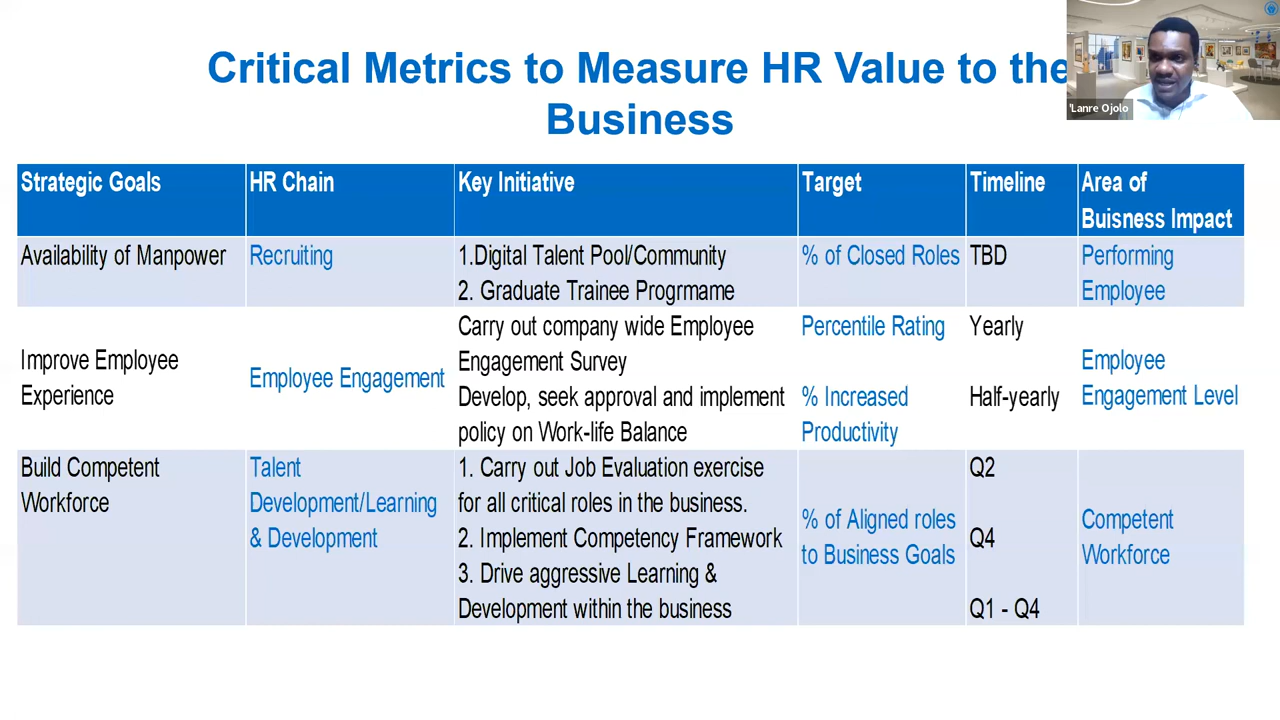 Critical Metrics to Measure HR Value to the
Business
'Lanre Ojolo
Strategic Goals
HR Chain
Key Initiative
Target
Timeline
Area of
Buisness Impact
Availability of Manpower
Recruiting
1.Digital Talent Pool/Community
2. Graduate Trainee Progrmame
% of Closed Roles
TBD
Performing
Employee
Improve Employee
Experience
Employee Engagement
Carry out company wide Employee
Engagement Survey
Develop, seek approval and implement
policy on Work-life Balance
Percentile Rating
% Increased
Productivity
Yearly
Half-yearly
Employee
Engagement Level
Build Competent
Workforce
Talent
Development/Learning
& Development
1. Carry out Job Evaluation exercise
for all critical roles in the business.
2. Implement Competency Framework
3. Drive aggressive Learning &
Development within the business
% of Aligned roles
to Business Goals
Q2
Q4
Q1 - Q4
Competent
Workforce